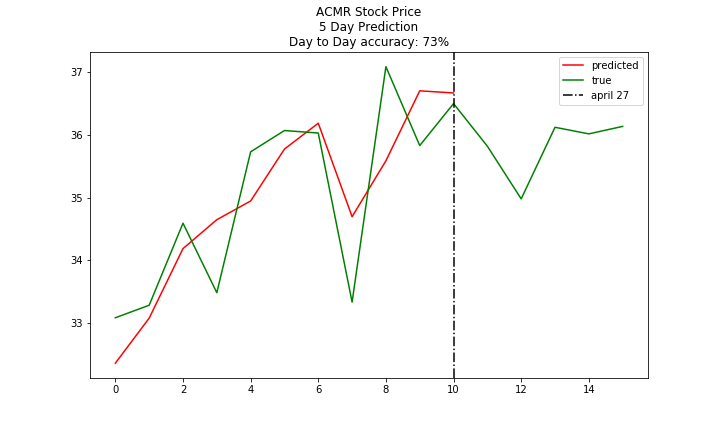 ACMR Stock Price
5 Day Prediction
Day to Day accuracy: 73%
predicted
true
april 27
37
36
35
34
33
0 2 4 6 8 10 12 14